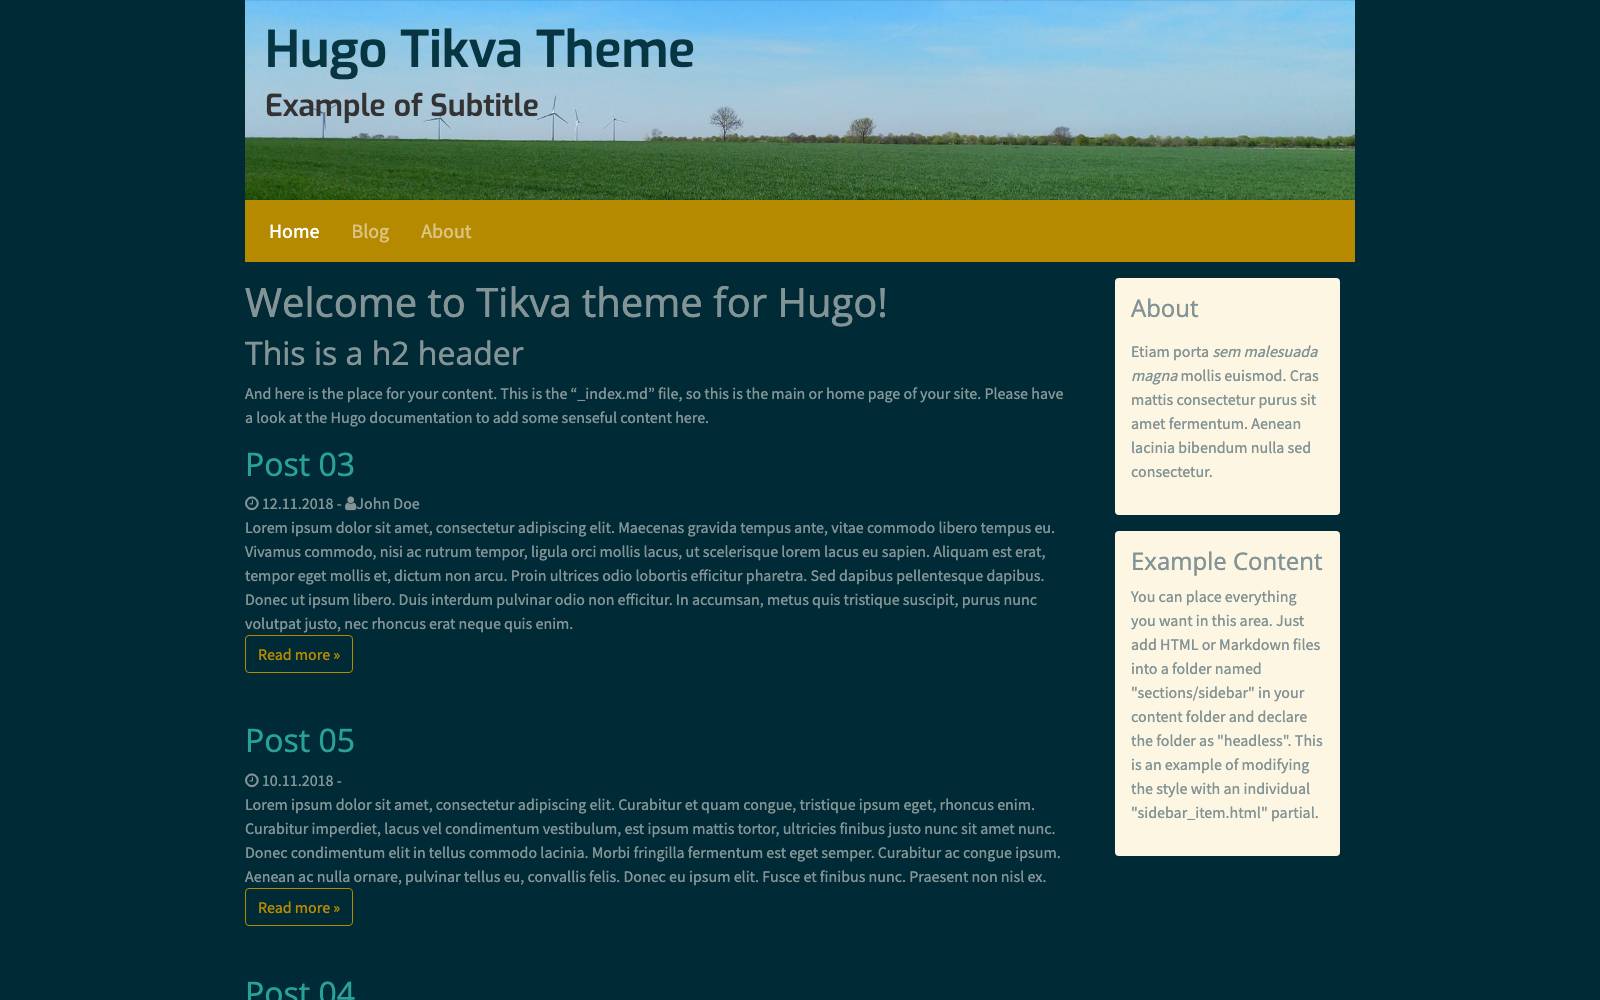 Hugo Tikva Theme
Example of Subtitle
Home Blog About
Welcome to Tikva theme for Hugo!
This is a h2 header
And here is the place for your content. This is the “_index.md” file, so this is the main or home page of your site. Please have
a look at the Hugo documentation to add some senseful content here.
Post 03
12.11.2018 - John Doe
Lorem ipsum dolor sit amet, consectetur adipiscing elit. Maecenas gravida tempus ante, vitae commodo libero tempus eu.
Vivamus commodo, nisi ac rutrum tempor, ligula orci mollis lacus, ut scelerisque lorem lacus eu sapien. Aliquam est erat,
tempor eget mollis et, dictum non arcu. Proin ultrices odio lobortis efficitur pharetra. Sed dapibus pellentesque dapibus.
Donec ut ipsum libero. Duis interdum pulvinar odio non efficitur. In accumsan, metus quis tristique suscipit, purus nunc
volutpat justo, nec rhoncus erat neque quis enim.
Read more »
Post 05
10.11.2018 -
Lorem ipsum dolor sit amet, consectetur adipiscing elit. Curabitur et quam congue, tristique ipsum eget, rhoncus enim.
Curabitur imperdiet, lacus vel condimentum vestibulum, est ipsum mattis tortor, ultricies finibus justo nunc sit amet nunc.
Donec condimentum elit in tellus commodo lacinia. Morbi fringilla fermentum est eget semper. Curabitur ac congue ipsum.
Aenean ac nulla ornare, pulvinar tellus eu, convallis felis. Donec eu ipsum elit. Fusce et finibus nunc. Praesent non nisl ex.
Read more »
Post 04
About
Etiam porta sem malesuada
magna mollis euismod. Cras
mattis consectetur purus sit
amet fermentum. Aenean
lacinia bibendum nulla sed
consectetur.
Example Content
You can place everything
you want in this area. Just
add HTML or Markdown files
into a folder named
"sections/sidebar" in your
content folder and declare
the folder as "headless". This
is an example of modifying
the style with an individual
"sidebar_item.html" partial.